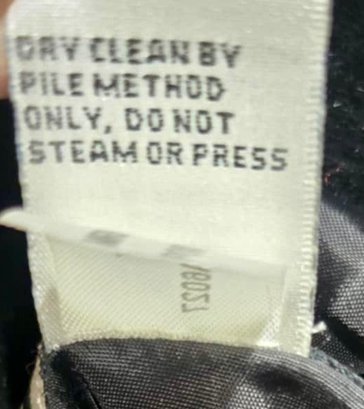 DRY CLEAN BY
PILE METHOD
ONLY, DO NOT
STEAM OR PRESS